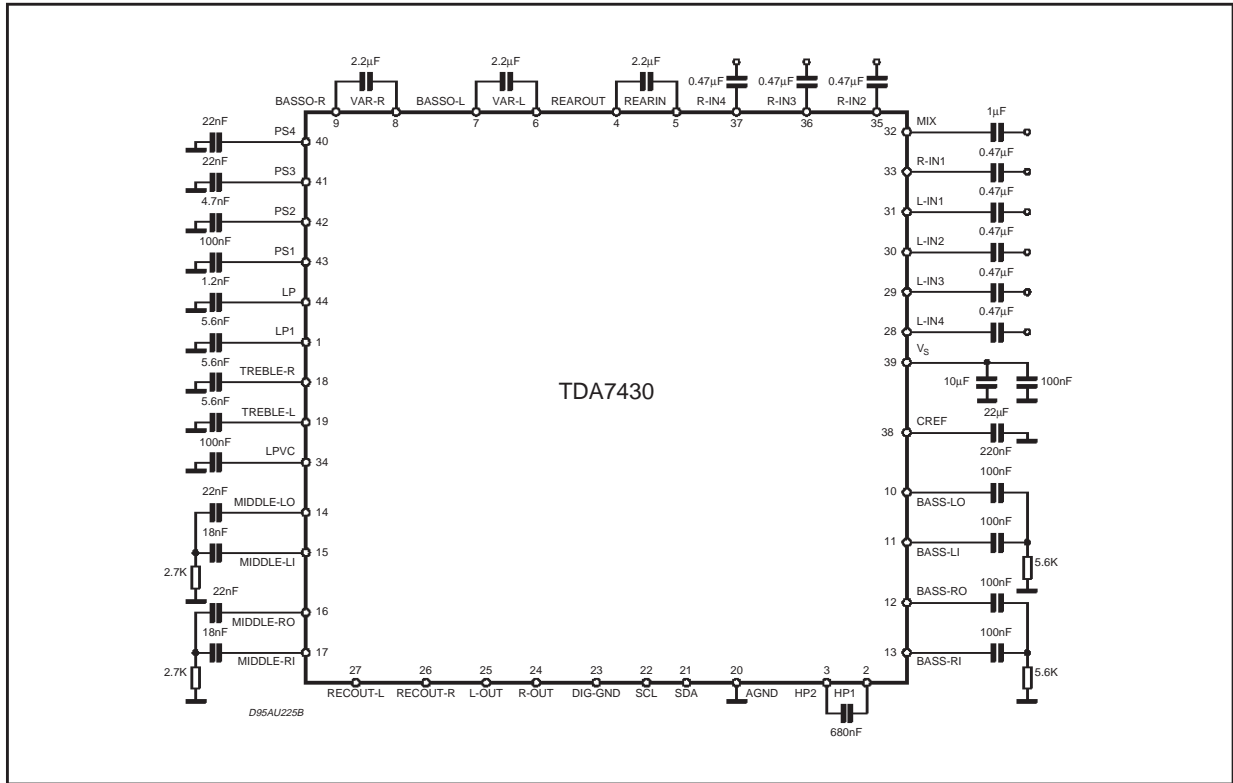 2.2µF 2.2µF 2.2µF
0.47µF 0.47µF 0.47µF
BASSO-R VAR-R BASSO-L VAR-L REAROUT REARIN R-IN4 R-IN3 R-IN2
9 8 7 6 4 5 37 36 35
22nF PS4 40
22nF PS3 41
4.7nF PS2 42
100nF PS1 43
1.2nF LP 44
5.6nF LP1 1
5.6nF TREBLE-R 18
5.6nF TREBLE-L 19
100nF LPVC 34
22nF MIDDLE-LO 14
18nF MIDDLE-LI 15
2.7K
22nF MIDDLE-RO 16
18nF MIDDLE-RI 17
2.7K
TDA7430
32 MIX 1µF
33 R-IN1 0.47µF
31 L-IN1 0.47µF
30 L-IN2 0.47µF
29 L-IN3 0.47µF
28 L-IN4 0.47µF
39 VS
10µF 100nF
38 CREF 22µF
220nF
10 BASS-LO 100nF
11 BASS-LI 100nF
5.6K
12 BASS-RO 100nF
13 BASS-RI 100nF
5.6K
27 26 25 24 23 22 21 20 3 2
RECOUT-L RECOUT-R L-OUT R-OUT DIG-GND SCL SDA AGND HP2 HP1
680nF
D95AU225B